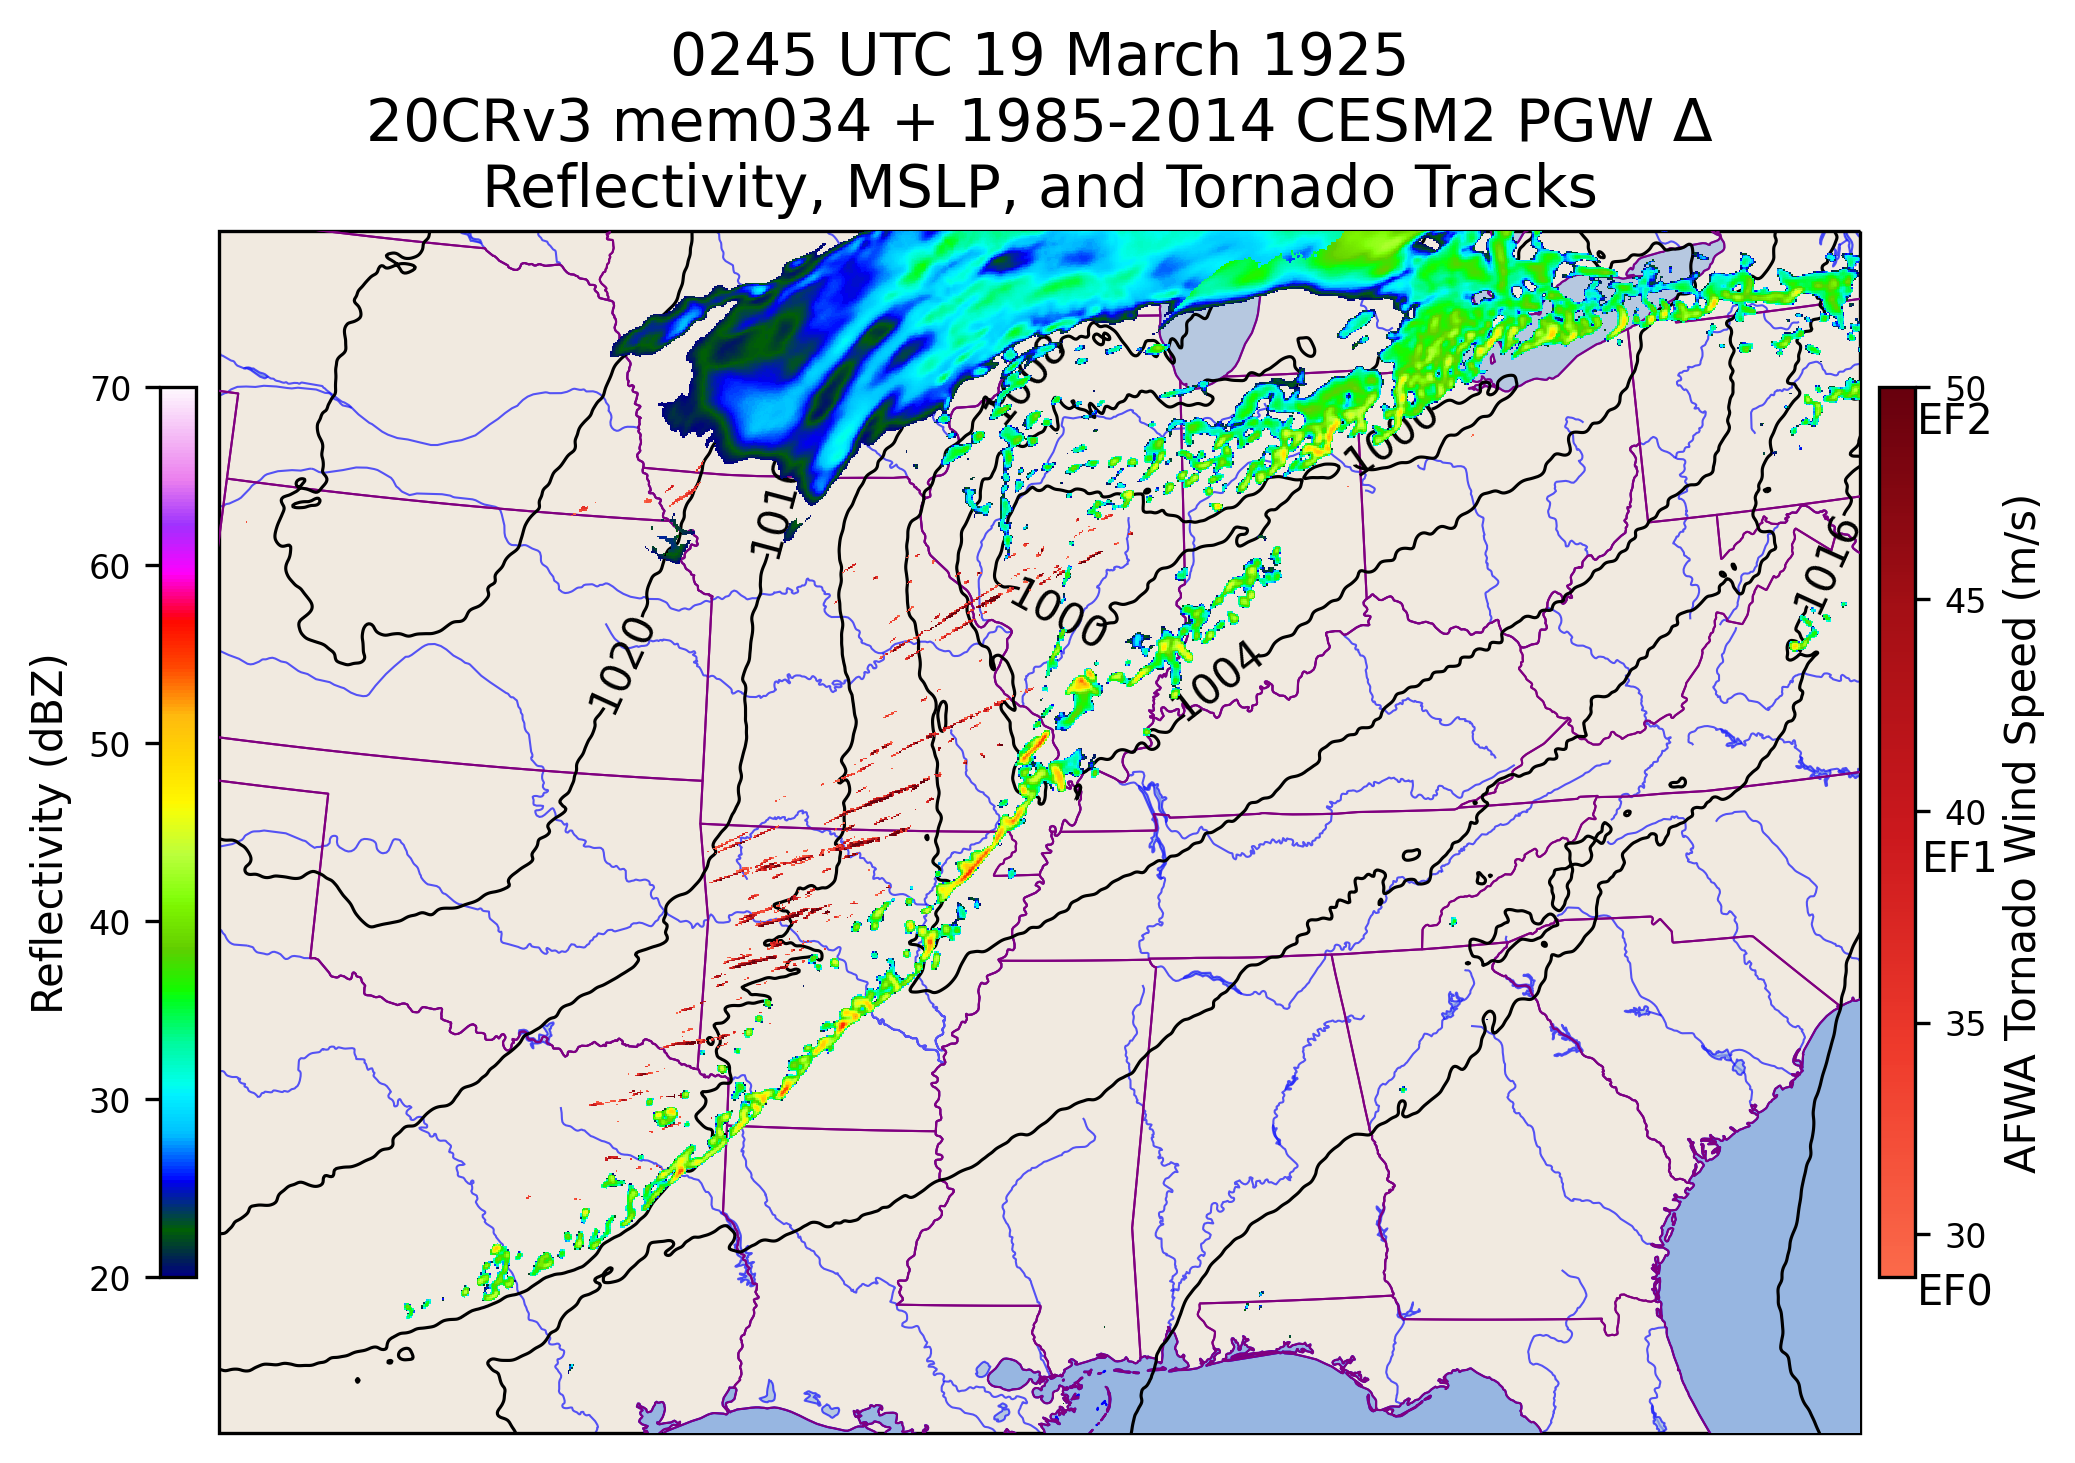 0245 UTC 19 March 1925
20CRv3 mem034 + 1985-2014 CESM2 PGW Δ
Reflectivity, MSLP, and Tornado Tracks
70
60
50
40
30
20
Reflectivity (dBZ)
1000
1000
1000
1004
1016
1020
1016
50
EF2
45
40
EF1
35
30
EF0
AFWA Tornado Wind Speed (m/s)